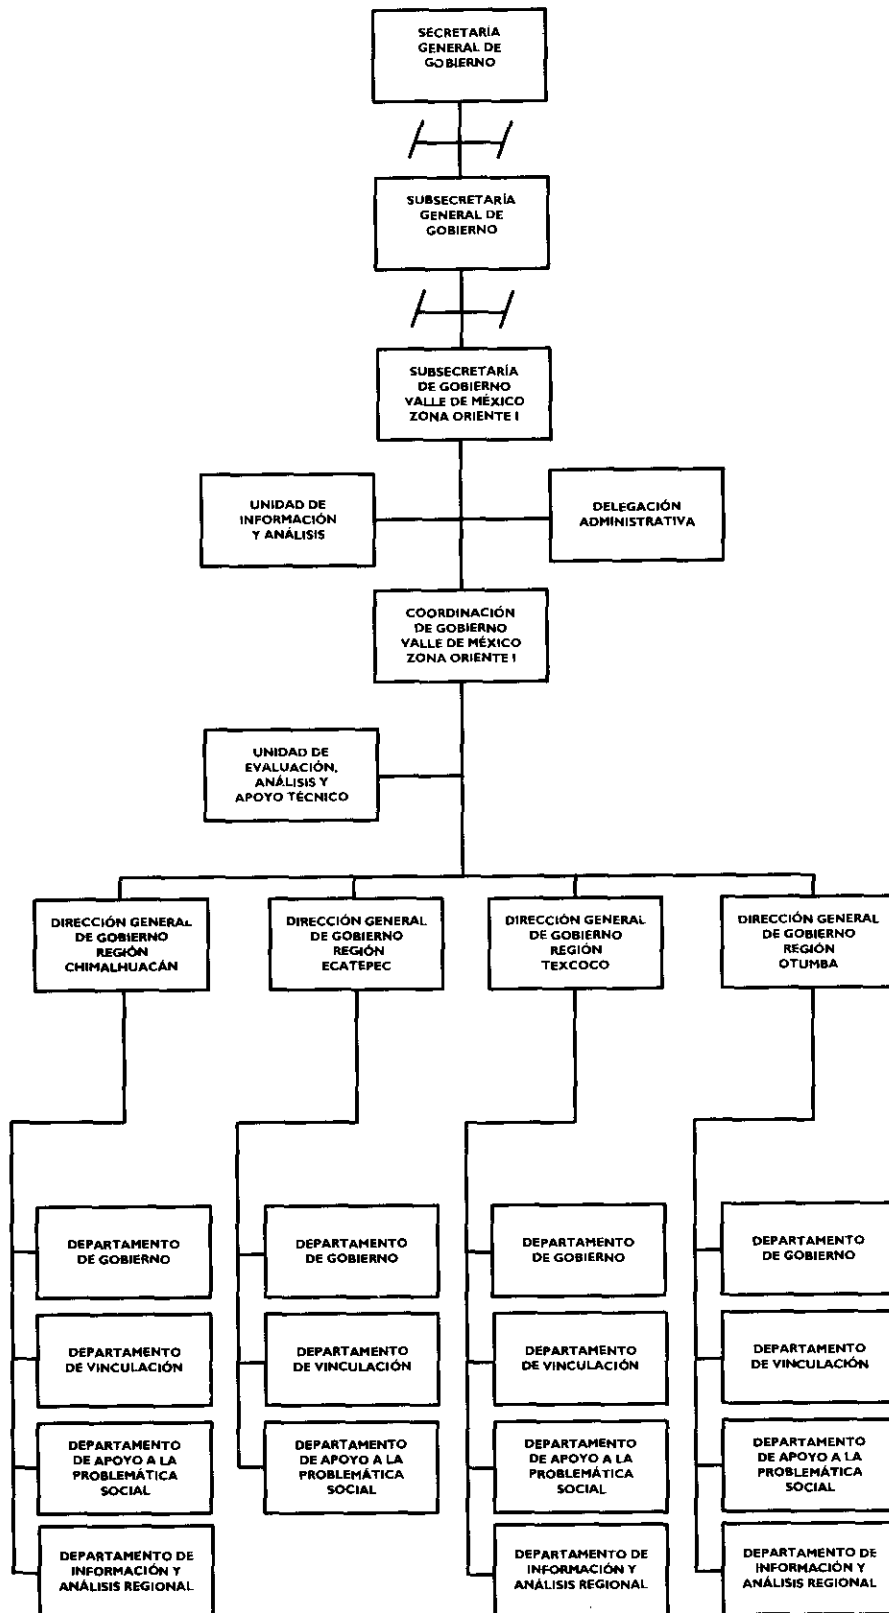 SECRETARÍA
GENERAL DE
GOBIERNO
SUBSECRETARÍA
GENERAL DE
GOBIERNO
SUBSECRETARÍA
DE GOBIERNO
VALLE DE MÉXICO
ZONA ORIENTE I
UNIDAD DE
INFORMACIÓN
Y ANÁLISIS
DELEGACIÓN
ADMINISTRATIVA
COORDINACIÓN
DE GOBIERNO
VALLE DE MÉXICO
ZONA ORIENTE I
UNIDAD DE
EVALUACIÓN,
ANÁLISIS Y
APOYO TÉCNICO
DIRECCIÓN GENERAL
DE GOBIERNO
REGIÓN
CHIMALHUACÁN
DIRECCIÓN GENERAL
DE GOBIERNO
REGIÓN
ECATEPEC
DIRECCIÓN GENERAL
DE GOBIERNO
REGIÓN
TEXCOCO
DIRECCIÓN GENERAL
DE GOBIERNO
REGIÓN
OTUMBA
DEPARTAMENTO
DE GOBIERNO
DEPARTAMENTO
DE GOBIERNO
DEPARTAMENTO
DE GOBIERNO
DEPARTAMENTO
DE GOBIERNO
DEPARTAMENTO
DE VINCULACIÓN
DEPARTAMENTO
DE VINCULACIÓN
DEPARTAMENTO
DE VINCULACIÓN
DEPARTAMENTO
DE VINCULACIÓN
DEPARTAMENTO
DE APOYO A LA
PROBLEMÁTICA
SOCIAL
DEPARTAMENTO
DE APOYO A LA
PROBLEMÁTICA
SOCIAL
DEPARTAMENTO
DE APOYO A LA
PROBLEMÁTICA
SOCIAL
DEPARTAMENTO
DE APOYO A LA
PROBLEMÁTICA
SOCIAL
DEPARTAMENTO DE
INFORMACIÓN Y
ANÁLISIS REGIONAL
DEPARTAMENTO DE
INFORMACIÓN Y
ANÁLISIS REGIONAL
DEPARTAMENTO DE
INFORMACIÓN Y
ANÁLISIS REGIONAL